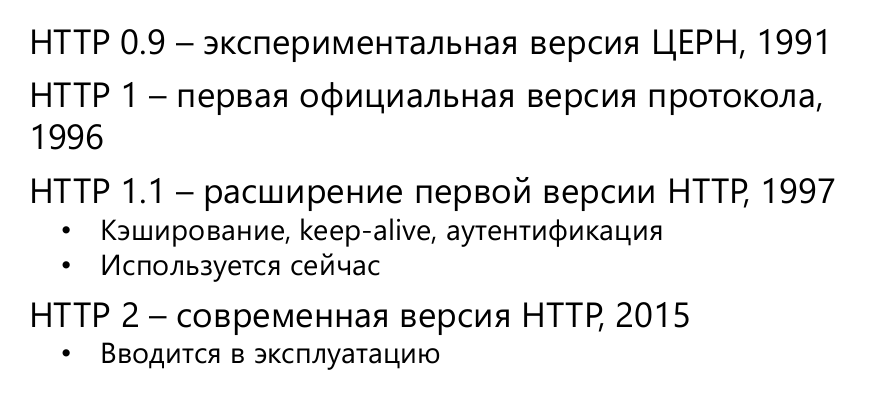 HTTP 0.9 – экспериментальная версия ЦЕРН, 1991
HTTP 1 – первая официальная версия протокола,
1996
HTTP 1.1 – расширение первой версии HTTP, 1997
• Кэширование, keep-alive, аутентификация
• Используется сейчас
HTTP 2 – современная версия HTTP, 2015
• Вводится в эксплуатацию